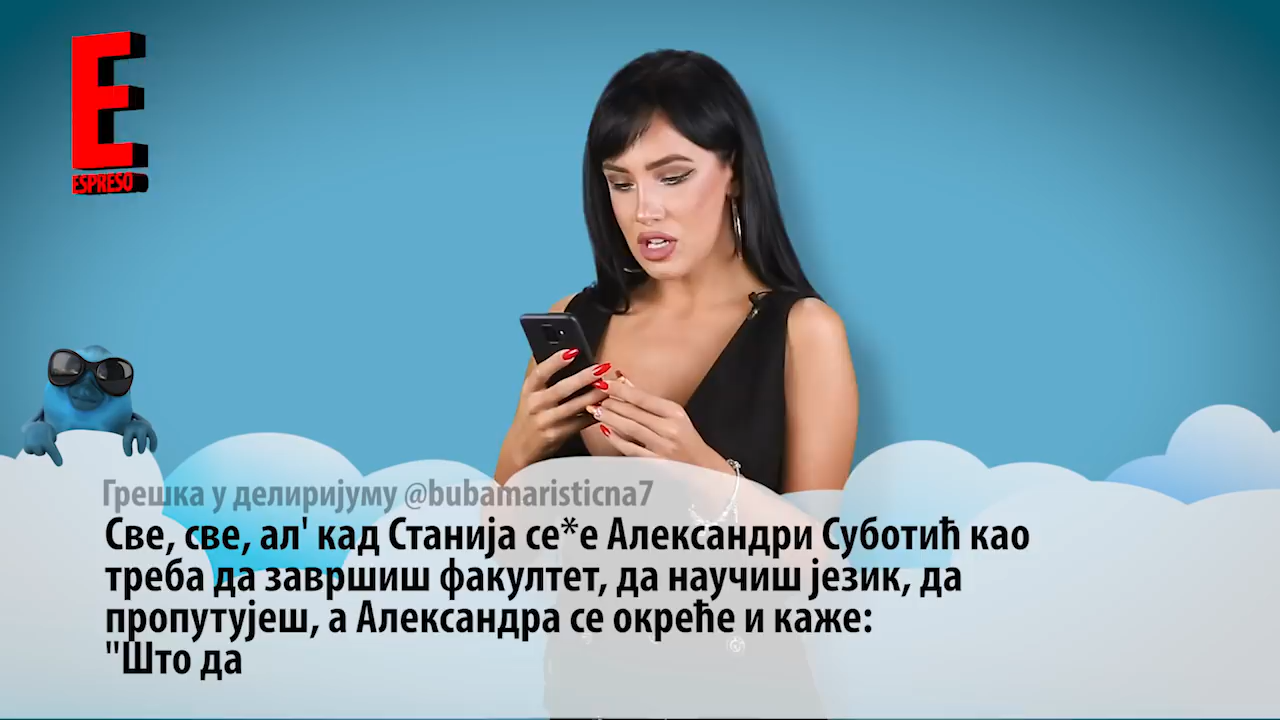 E
ESPRESO
Грешка у делиријуму @bubamaristicna7
Све, све, ал' кад Станија се*е Александри Суботић као
треба да завршиш факултет, да научиш језик, да
пропутујеш, а Александра се окреће и каже:
"Што да